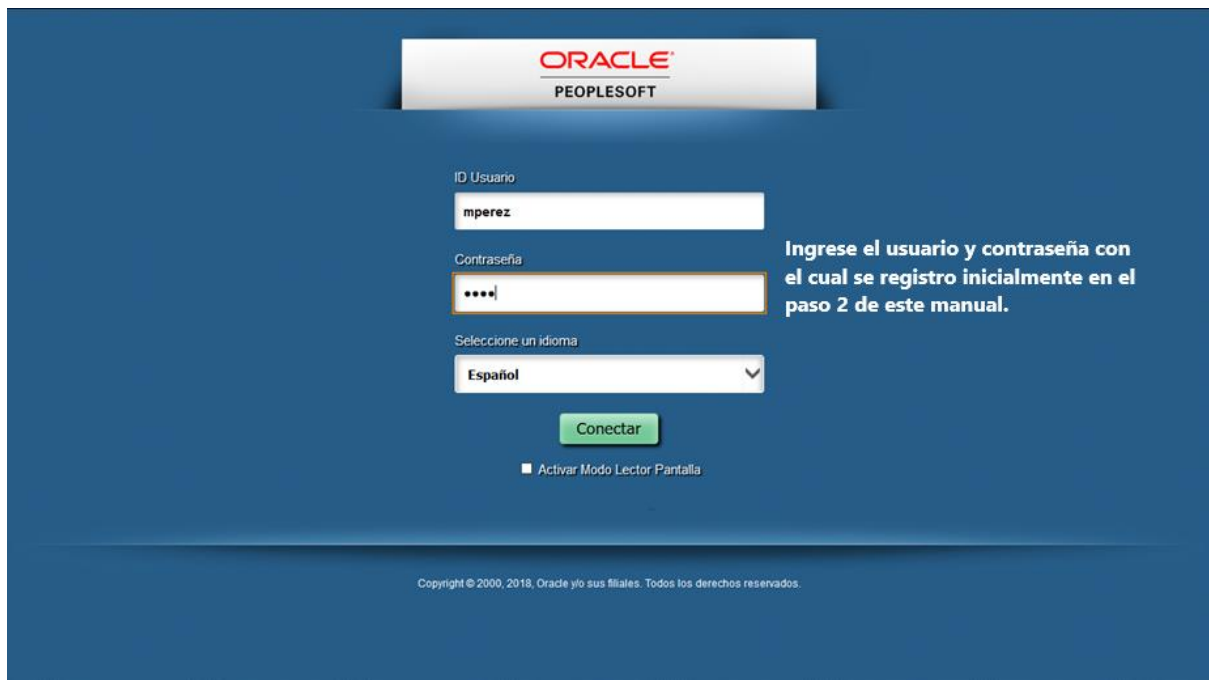 ORACLE
PEOPLESOFT
ID Usuario
mperez
Contraseña
••••
Ingrese el usuario y contraseña con
el cual se registro inicialmente en el
paso 2 de este manual.
Seleccione un idioma
Español
Conectar
Activar Modo Lector Pantalla
Copyright © 2000, 2018, Oracle y/o sus filiales. Todos los derechos reservados.